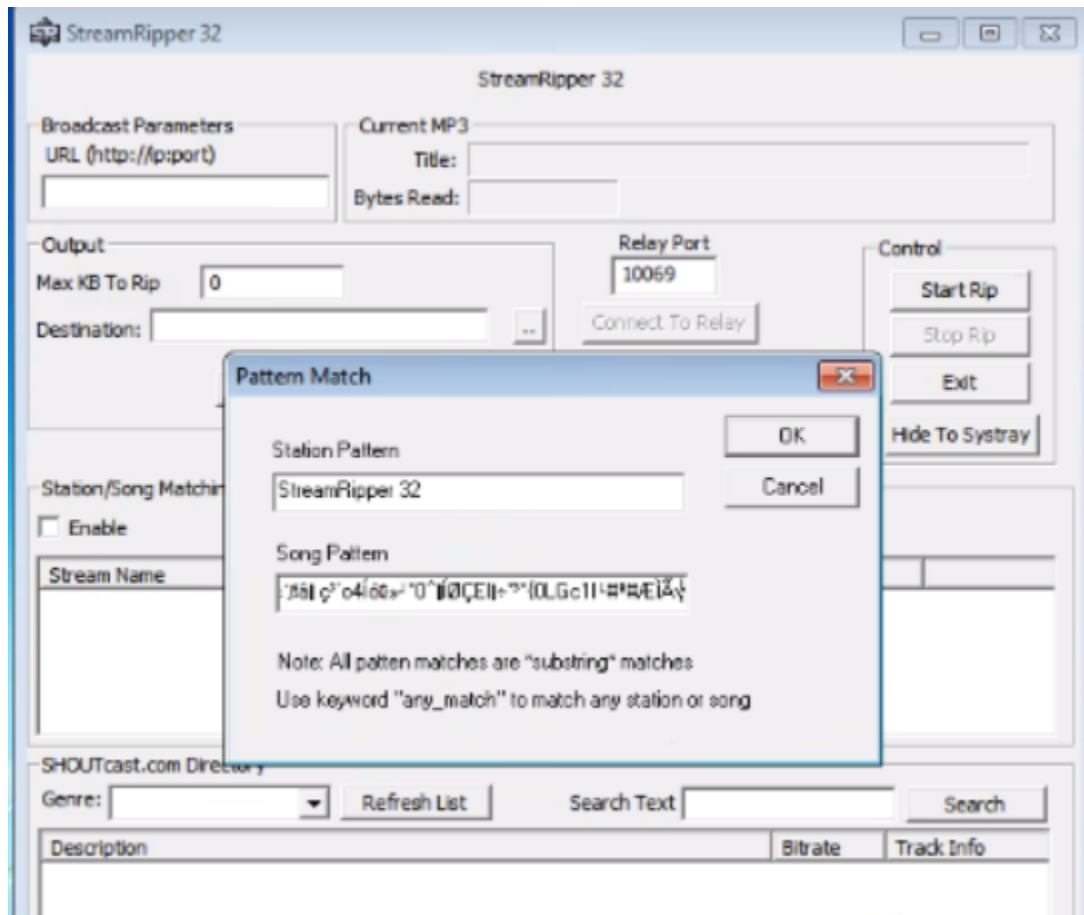 StreamRipper 32
StreamRipper 32
Broadcast Parameters
URL (http://ip:port)
Current MP3
Title:
Bytes Read:
Output
Max KB To Rip 0
Destination: ..
Relay Port
10069
Connect To Relay
Control
Start Rip
Stop Rip
Exit
Hide To Systray
Pattern Match
Station Pattern
StreamRipper 32
OK
Cancel
Song Pattern
Note: All patten matches are *substring* matches
Use keyword "any_match" to match any station or song
Station/Song Matchin
Enable
Stream Name
SHOUTcast.com Directory
Genre: Refresh List Search Text Search
Description Bitrate Track Info